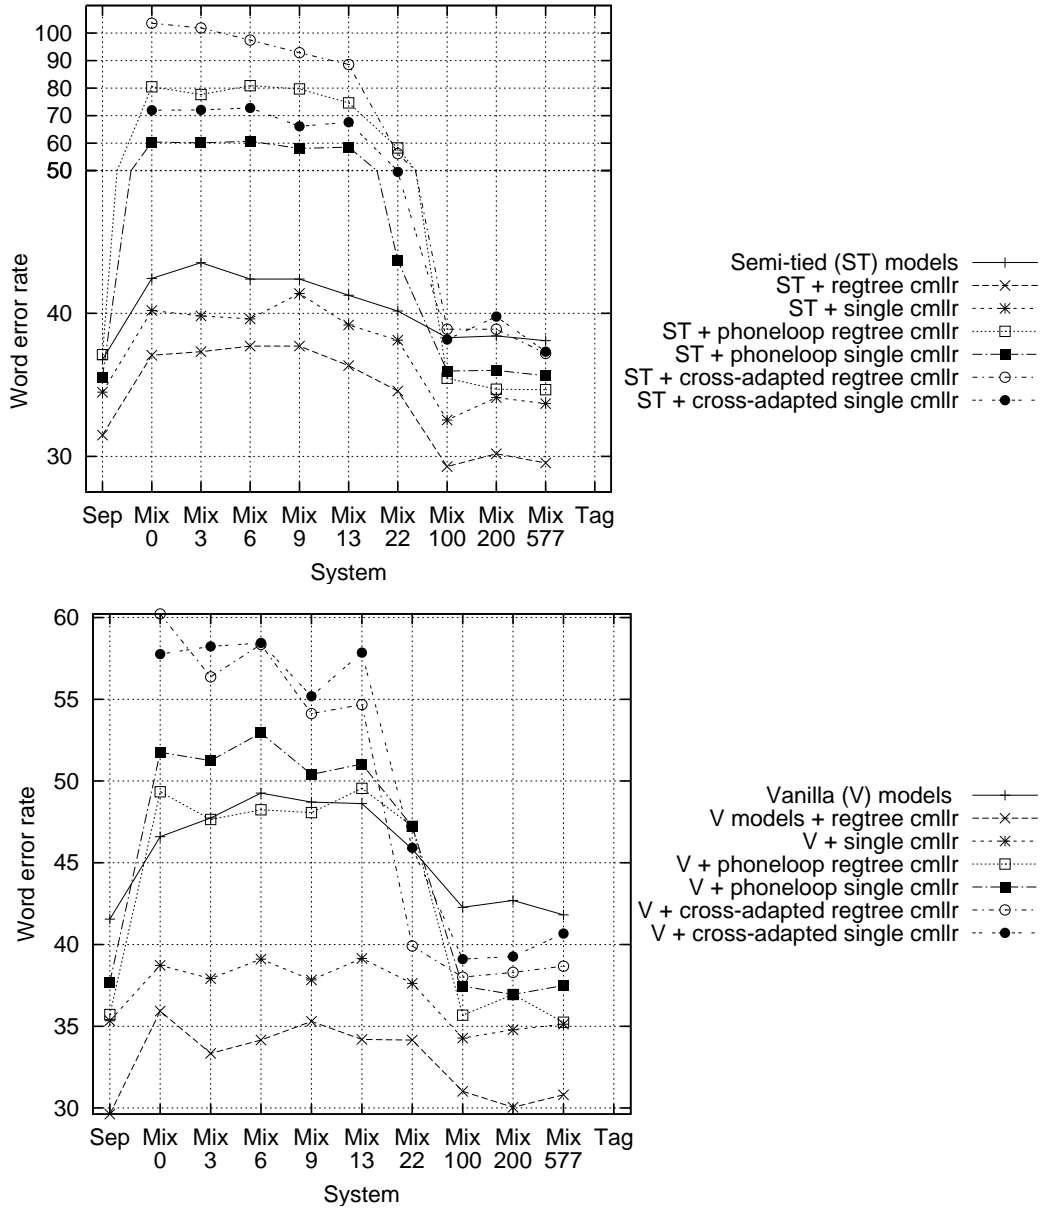 100
90
80
70
60
50
40
30
Word error rate
Sep Mix Mix Mix Mix Mix Mix Mix Mix Mix Tag
0 3 6 9 13 22 100 200 577
System
Semi-tied (ST) models
ST + regtree cmllr
ST + single cmllr
ST + phoneloop regtree cmllr
ST + phoneloop single cmllr
ST + cross-adapted regtree cmllr
ST + cross-adapted single cmllr
60
55
50
45
40
35
30
Word error rate
Sep Mix Mix Mix Mix Mix Mix Mix Mix Mix Tag
0 3 6 9 13 22 100 200 577
System
Vanilla (V) models
V models + regtree cmllr
V + single cmllr
V + phoneloop regtree cmllr
V + phoneloop single cmllr
V + cross-adapted regtree cmllr
V + cross-adapted single cmllr